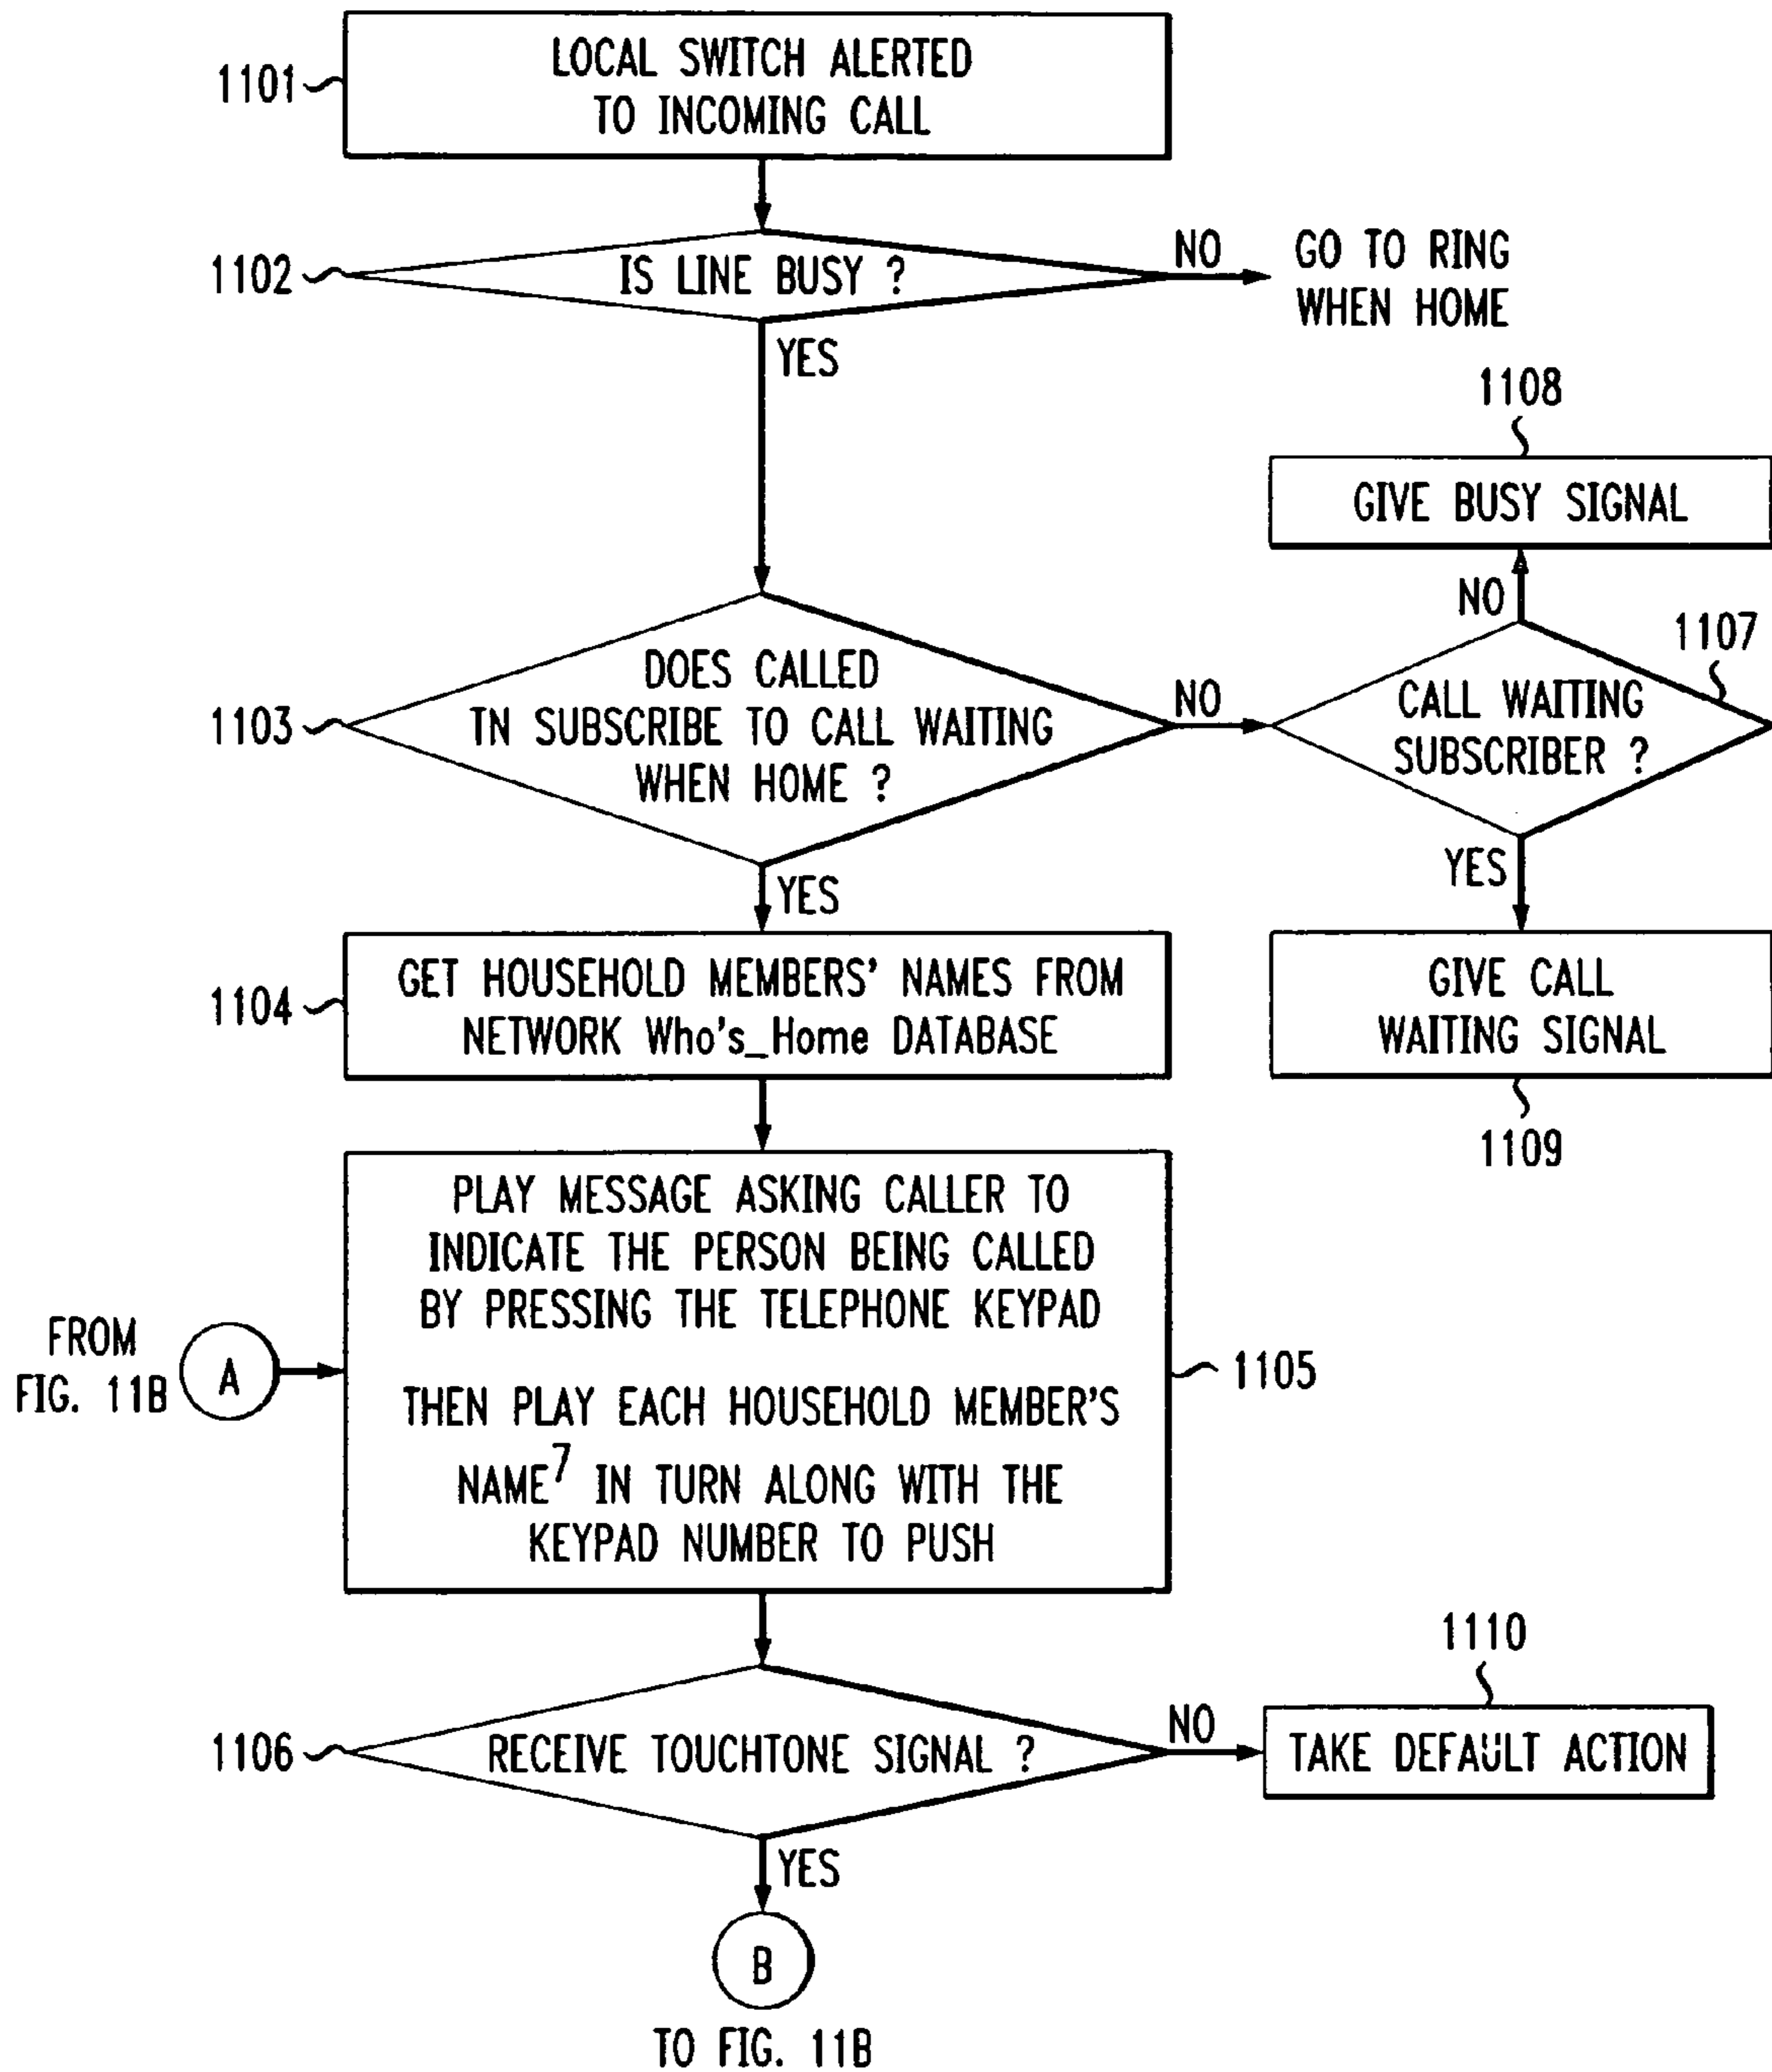 1101
LOCAL SWITCH ALERTED
TO INCOMING CALL
1102
IS LINE BUSY ?
NO
GO TO RING
WHEN HOME
YES
1108
GIVE BUSY SIGNAL
NO
1107
1103
DOES CALLED
TN SUBSCRIBE TO CALL WAITING
WHEN HOME ?
NO
CALL WAITING
SUBSCRIBER ?
YES
YES
1104
GET HOUSEHOLD MEMBERS' NAMES FROM
NETWORK Who's_Home DATABASE
GIVE CALL
WAITING SIGNAL
1109
PLAY MESSAGE ASKING CALLER TO
INDICATE THE PERSON BEING CALLED
BY PRESSING THE TELEPHONE KEYPAD
THEN PLAY EACH HOUSEHOLD MEMBER'S
NAME7 IN TURN ALONG WITH THE
KEYPAD NUMBER TO PUSH
FROM
FIG. 11B
A
1105
1106
RECEIVE TOUCHTONE SIGNAL ?
NO
1110
TAKE DEFAULT ACTION
YES
B
TO FIG. 11B